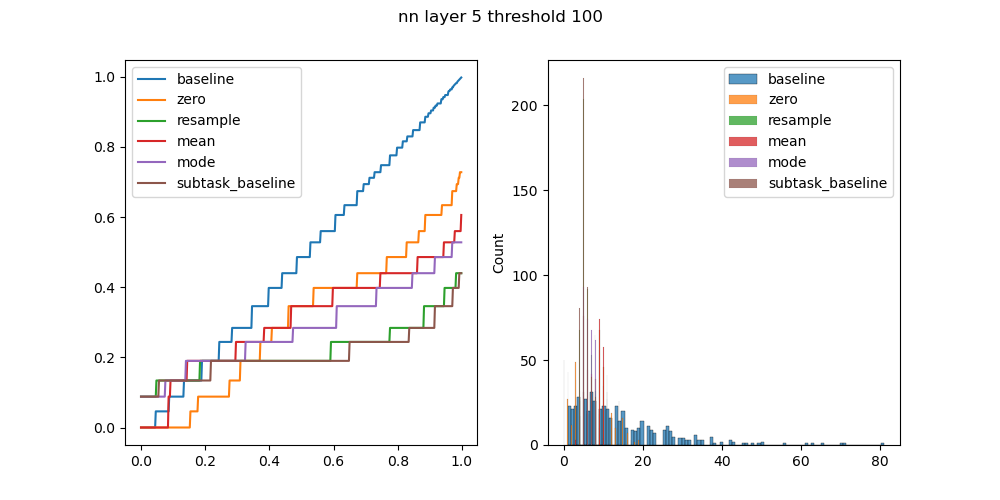 nn layer 5 threshold 100
1.0
0.8
0.6
0.4
0.2
0.0
0.0 0.2 0.4 0.6 0.8 1.0
baseline
zero
resample
mean
mode
subtask_baseline
Count
200
150
100
50
0
0 20 40 60 80
baseline
zero
resample
mean
mode
subtask_baseline